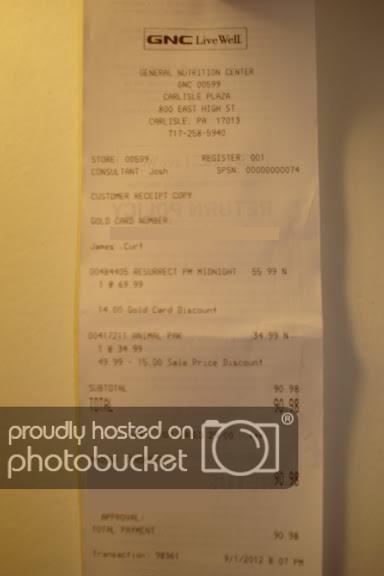 GNC LiveWell
GENERAL NUTRITION CENTER
GNC 00599
CARLISLE PLAZA
800 EAST HIGH ST
CARLISLE, PA 17013
717-258-5940
STORE: 00599 REGISTER: 001
CONSULTANT: Josh SPSN: 00000000074
CUSTOMER RECEIPT COPY
RETURN POLICY
GOLD CARD NUMBER:
James .Curt
00484405 RESURRECT PM MIDNIGHT 55.99 N
1 @ 69.99
14.00 Gold Card Discount
00417211 ANIMAL PAK 34.99 N
1 @ 34.99
49.99 - 15.00 Sale Price Discount
SUBTOTAL 90.98
TOTAL 90.98
proudly hosted on
photobucket ®
90.98
APPROVAL:
TOTAL PAYMENT 90.98
Transaction: 98361 9/1/2012 8:07 PM